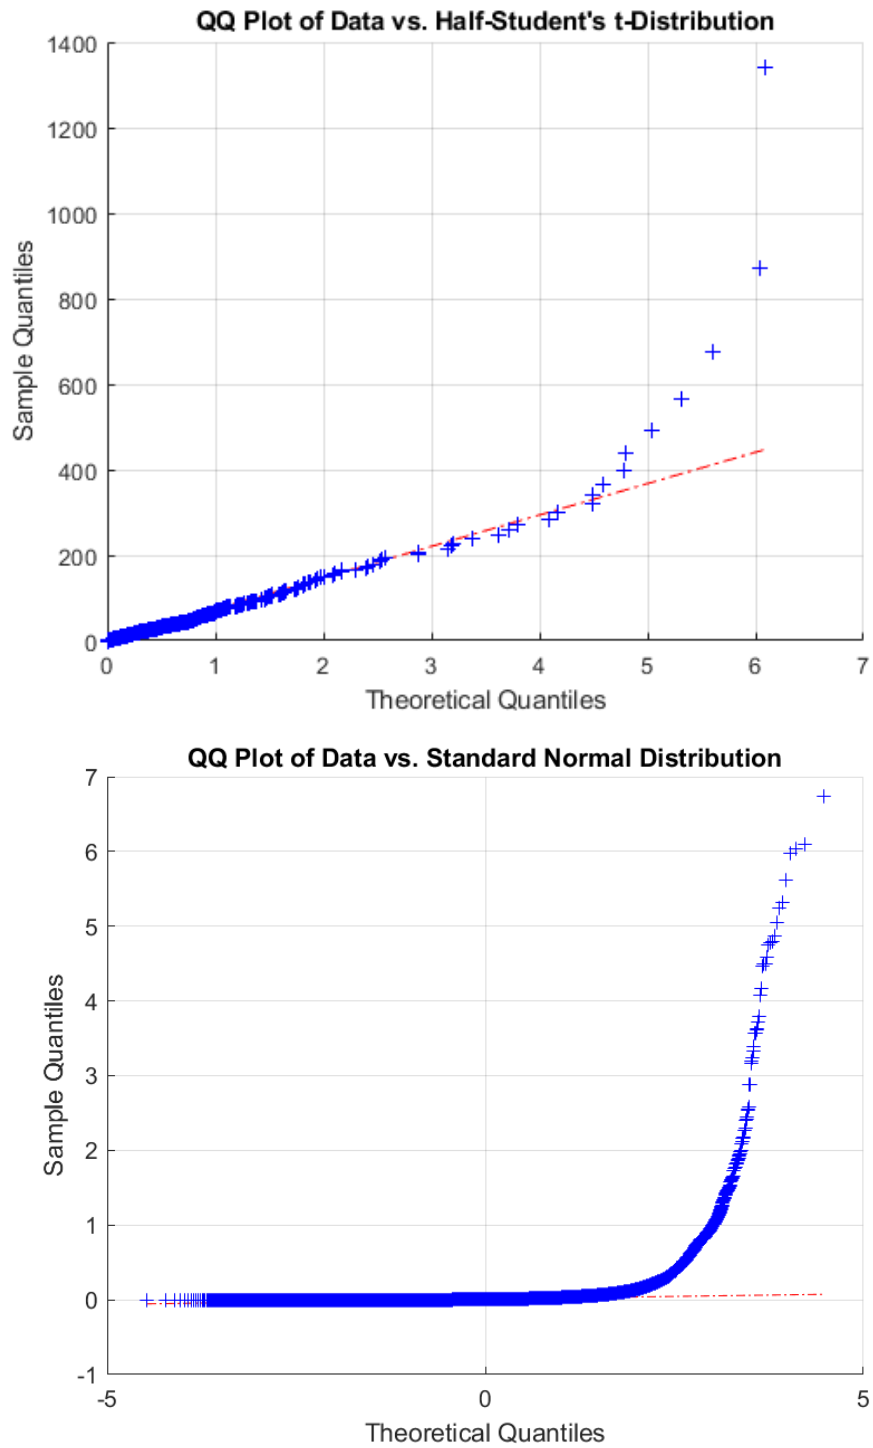 QQ Plot of Data vs. Half-Student's t-Distribution
1400
1200
1000
800
600
400
200
0
Sample Quantiles
0 1 2 3 4 5 6 7
Theoretical Quantiles
QQ Plot of Data vs. Standard Normal Distribution
7
6
5
4
3
2
1
0
-1
Sample Quantiles
-5 0 5
Theoretical Quantiles